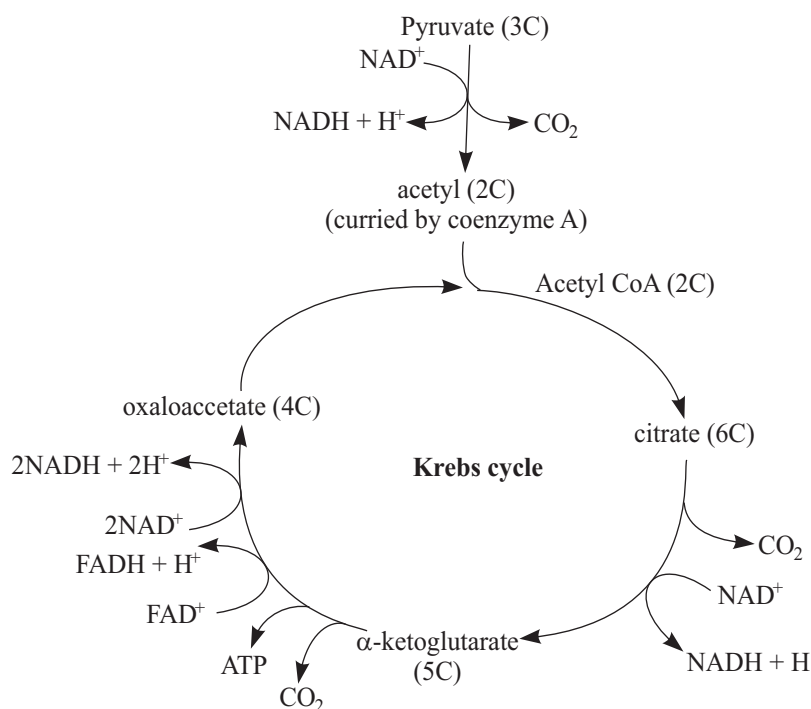 Pyruvate (3C)
NAD⁺
NADH + H⁺
CO₂
acetyl (2C)
(curried by coenzyme A)
Acetyl CoA (2C)
oxaloaccetate (4C)
citrate (6C)
2NADH + 2H⁺
Krebs cycle
2NAD⁺
CO₂
FADH + H⁺
NAD⁺
FAD⁺
α-ketoglutarate
(5C)
NADH + H
ATP
CO₂